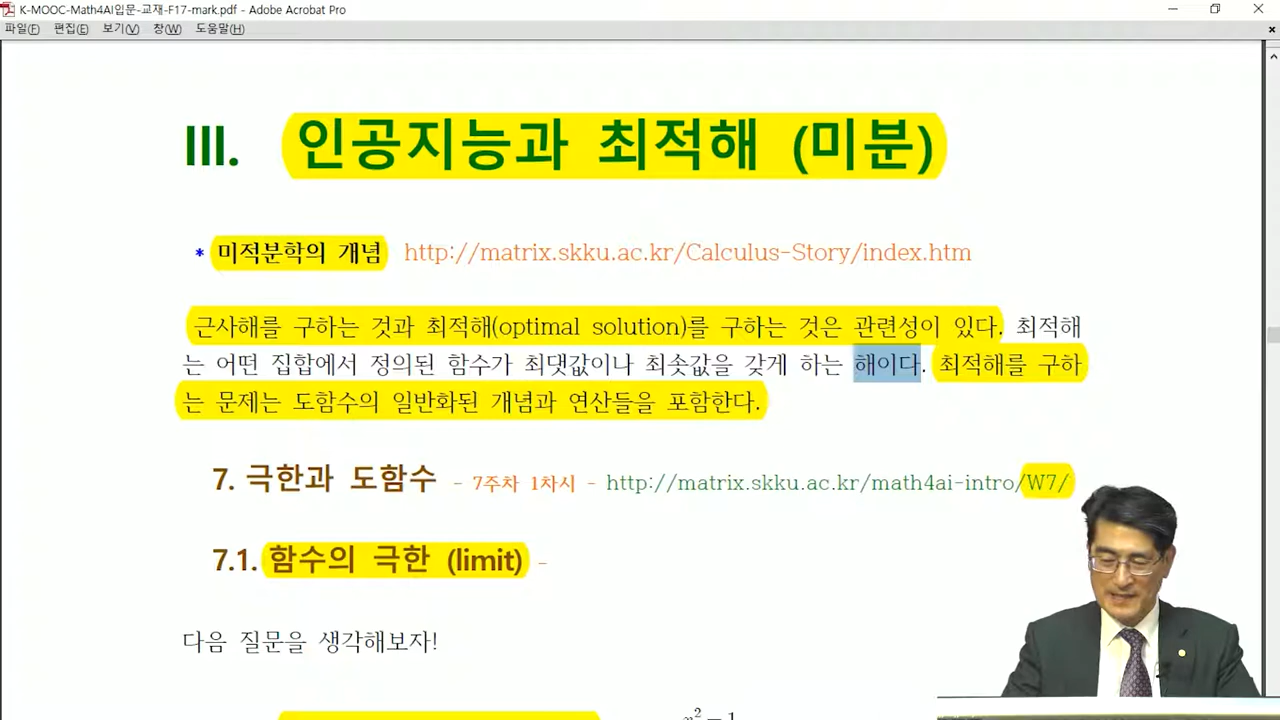 K-MOOC-Math4AI입문-교재-F17-mark.pdf - Adobe Acrobat Pro
파일(F) 편집(E) 보기(V) 창(W) 도움말(H)
III. 인공지능과 최적해 (미분)
* 미적분학의 개념 http://matrix.skku.ac.kr/Calculus-Story/index.htm
근사해를 구하는 것과 최적해(optimal solution)를 구하는 것은 관련성이 있다. 최적해
는 어떤 집합에서 정의된 함수가 최댓값이나 최솟값을 갖게 하는 해이다. 최적해를 구하
는 문제는 도함수의 일반화된 개념과 연산들을 포함한다.
7. 극한과 도함수 - 7주차 1차시 - http://matrix.skku.ac.kr/math4ai-intro/W7/
7.1. 함수의 극한 (limit) -
다음 질문을 생각해보자!